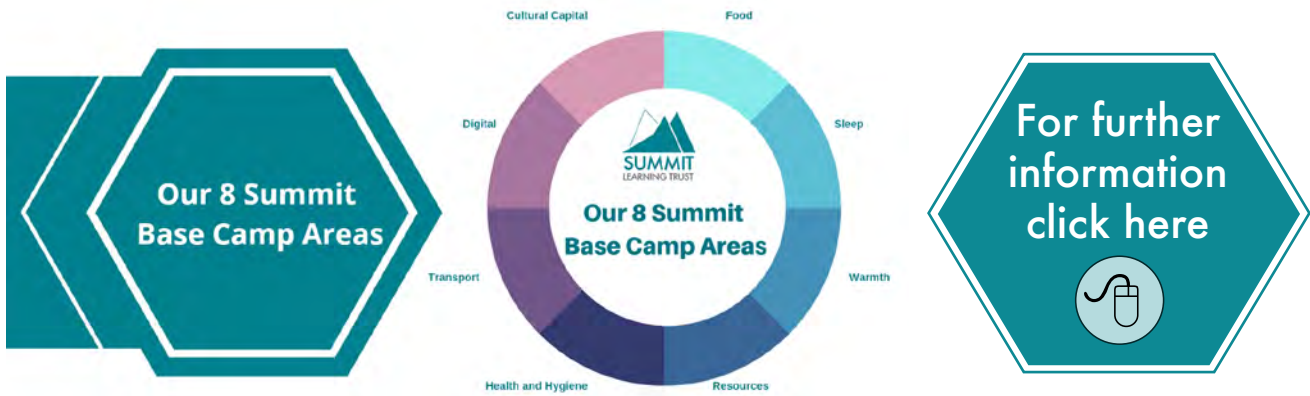 Our 8 Summit
Base Camp Areas
Cultural Capital
Food
Digital
Sleep
SUMMIT
LEARNING TRUST
Our 8 Summit
Base Camp Areas
Transport
Warmth
Health and Hygiene
Resources
For further
information
click here